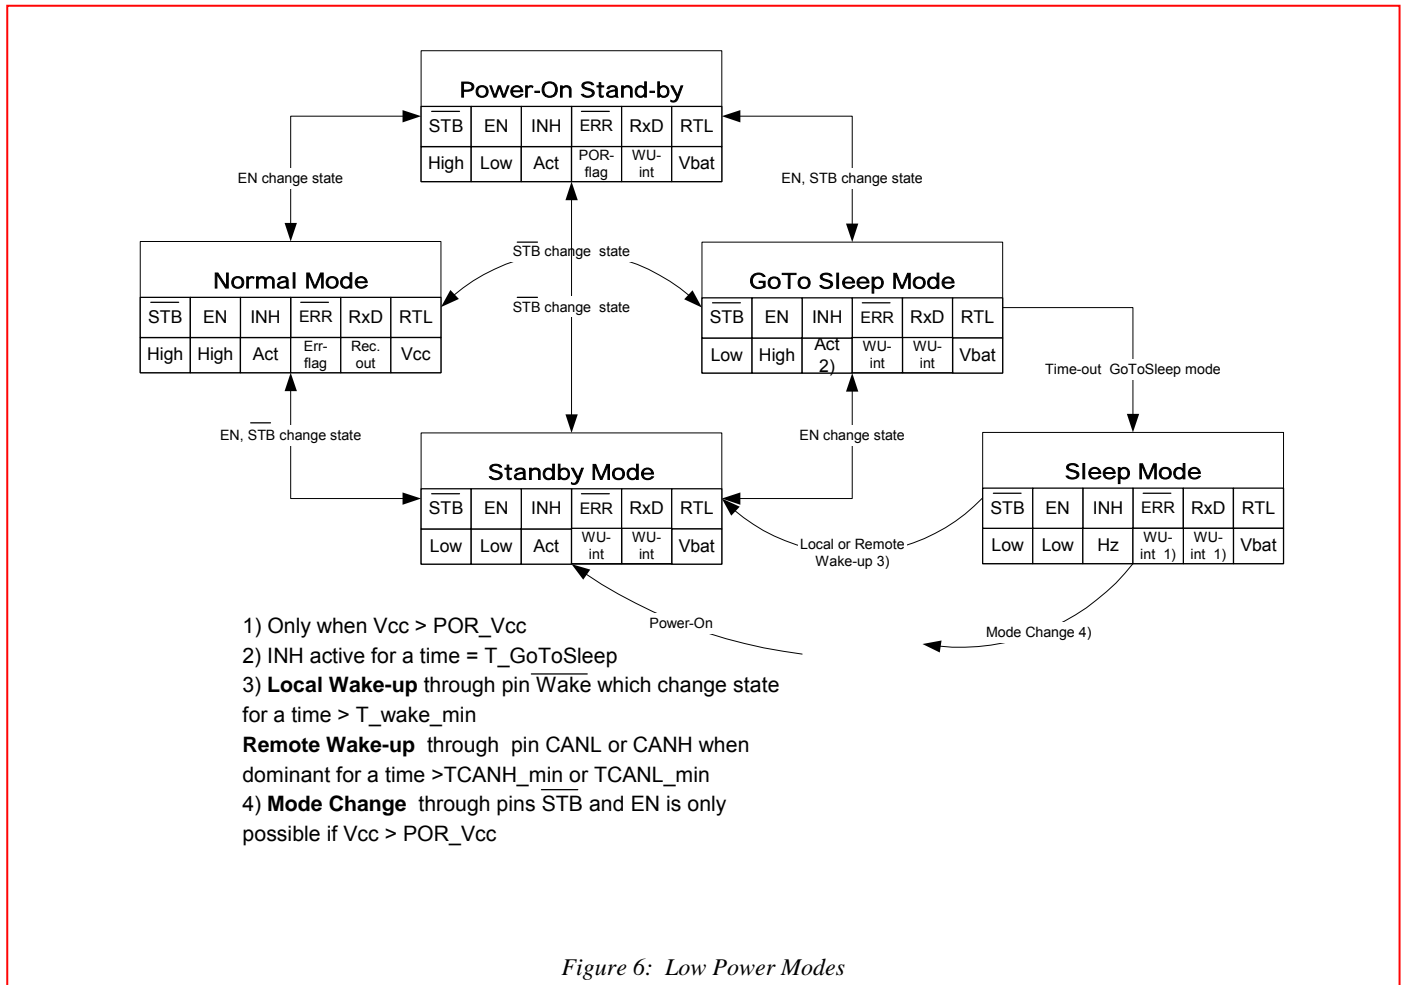 Power-On Stand-by
STB EN INH ERR RxD RTL
High Low Act POR-flag WU-int Vbat
EN change state
EN, STB change state
STB change state
STB change state
Normal Mode
STB EN INH ERR RxD RTL
High High Act Err-flag Rec. out Vcc
GoTo Sleep Mode
STB EN INH ERR RxD RTL
Low High Act 2) WU-int WU-int Vbat
Time-out GoToSleep mode
EN, STB change state
EN change state
Standby Mode
STB EN INH ERR RxD RTL
Low Low Act WU-int WU-int Vbat
Sleep Mode
STB EN INH ERR RxD RTL
Low Low Hz WU-int 1) WU-int 1) Vbat
Local or Remote
Wake-up 3)
Power-On
Mode Change 4)
1) Only when Vcc > POR_Vcc
2) INH active for a time = T_GoToSleep
3) Local Wake-up through pin Wake which change state
for a time > T_wake_min
Remote Wake-up through pin CANL or CANH when
dominant for a time >TCANH_min or TCANL_min
4) Mode Change through pins STB and EN is only
possible if Vcc > POR_Vcc
Figure 6: Low Power Modes